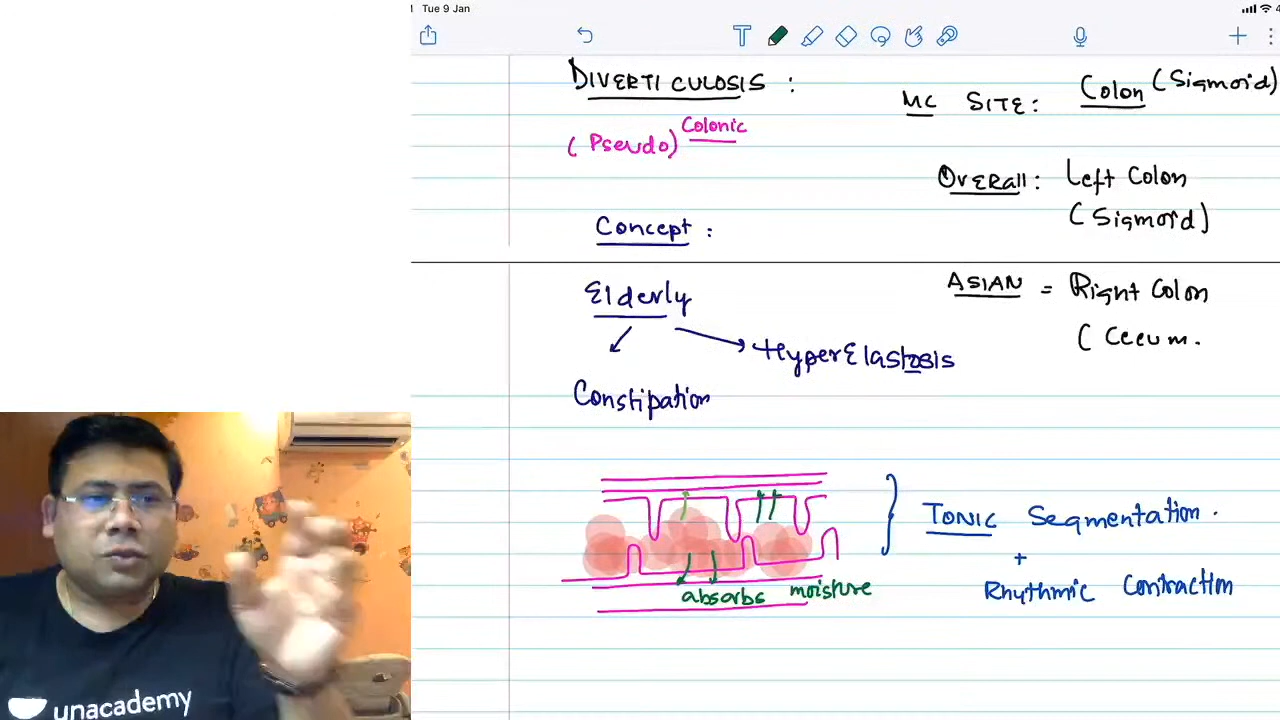 Tue 9 Jan
DIVERTICULOSIS :
(Pseudo) Colonic
MC SITE: Colon (Sigmoid)
OVERAll: Left Colon
(Sigmoid)
Concept :
ASIAN = Right Colon
( Cecum.
Elderly
HyperElastosis
Constipation
TONIC Segmentation.
+
Rhythmic Contraction
absorbs moisture
unacademy